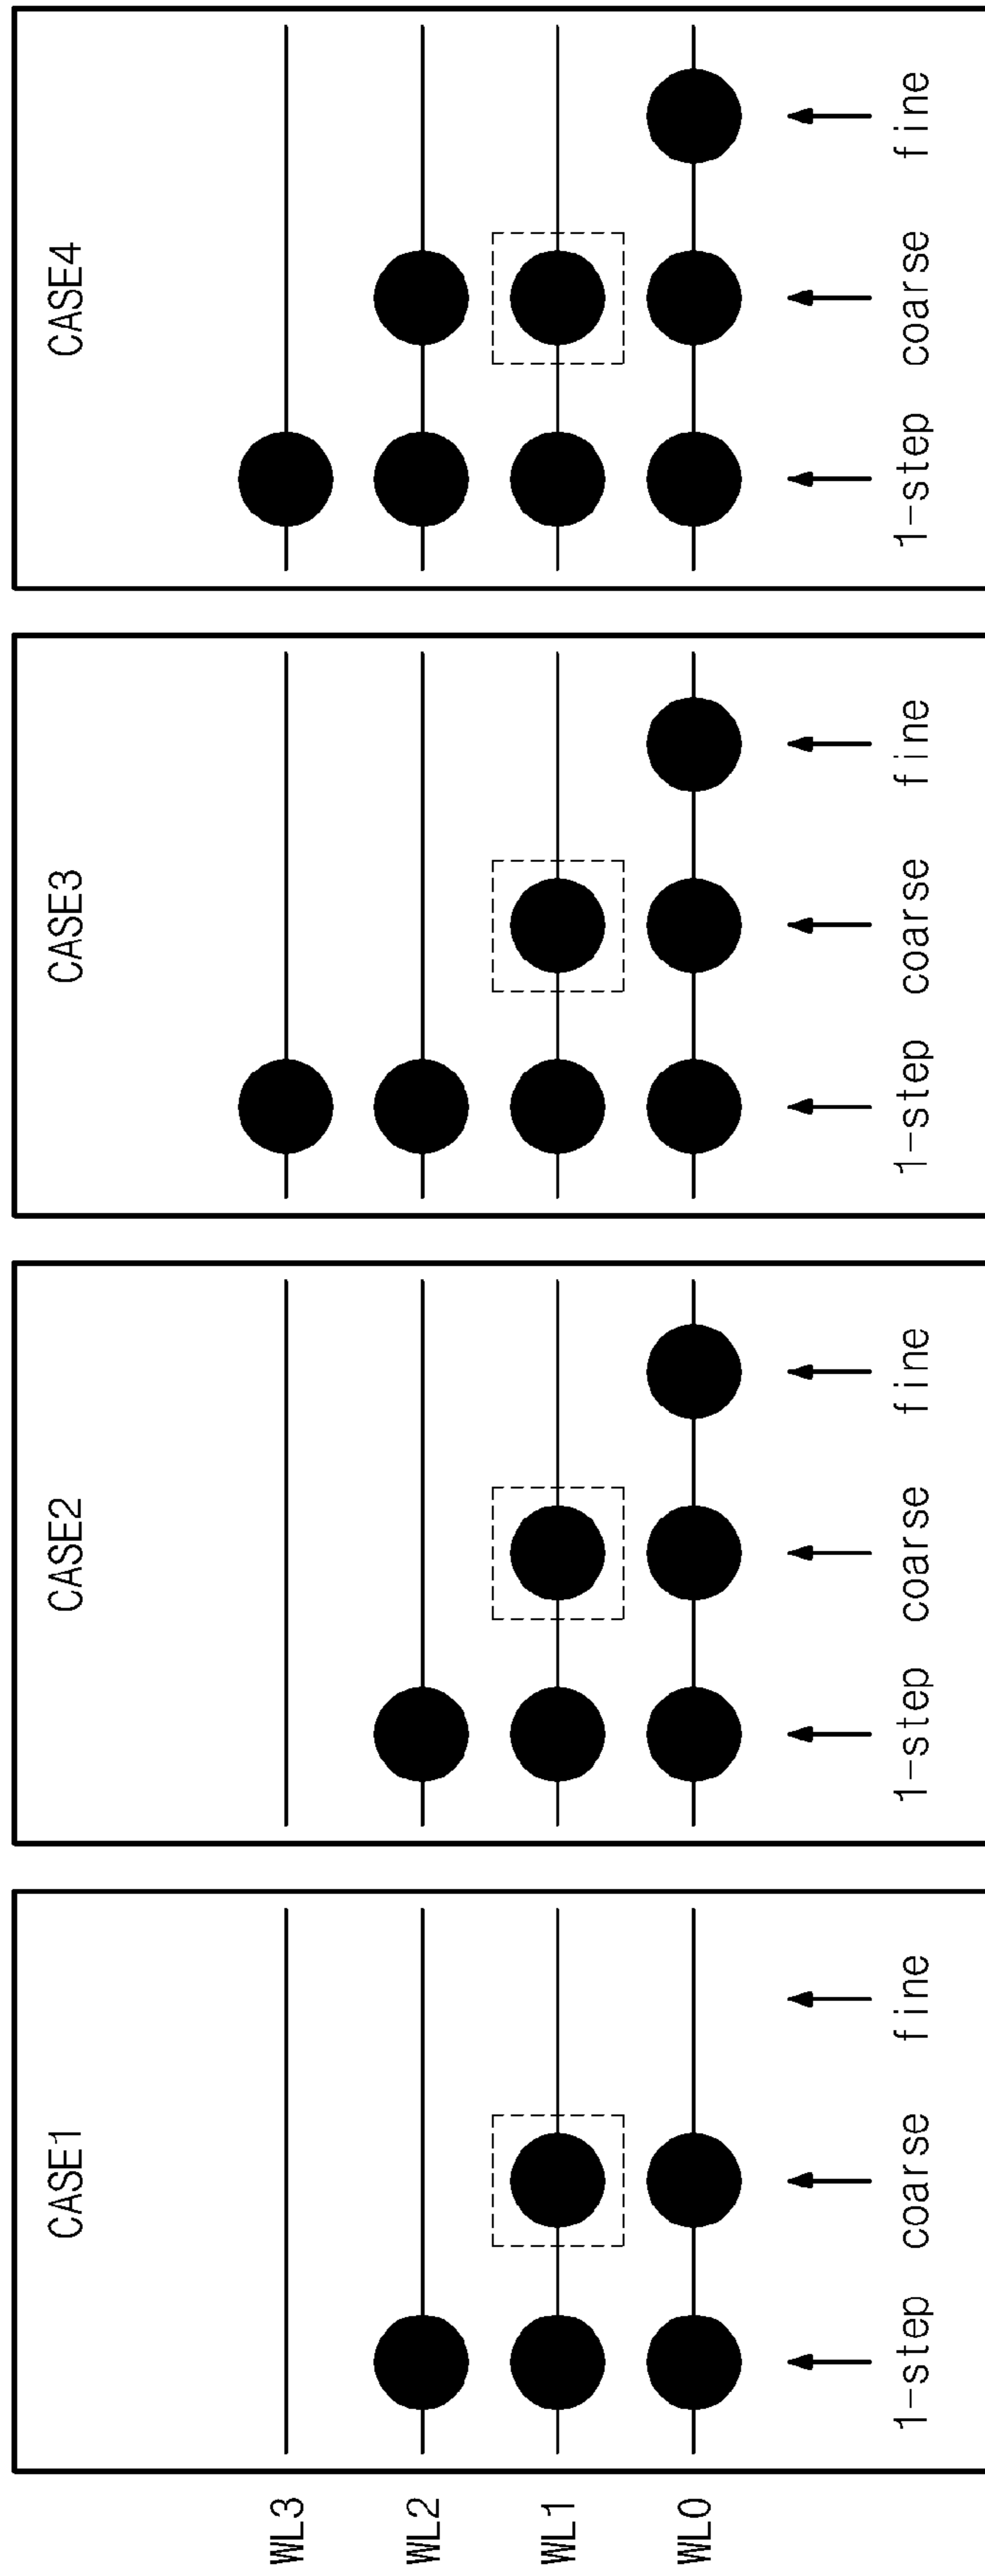 CASE1
CASE2
CASE3
CASE4
WL3
WL2
WL1
WL0
1-step coarse fine
1-step coarse fine
1-step coarse fine
1-step coarse fine